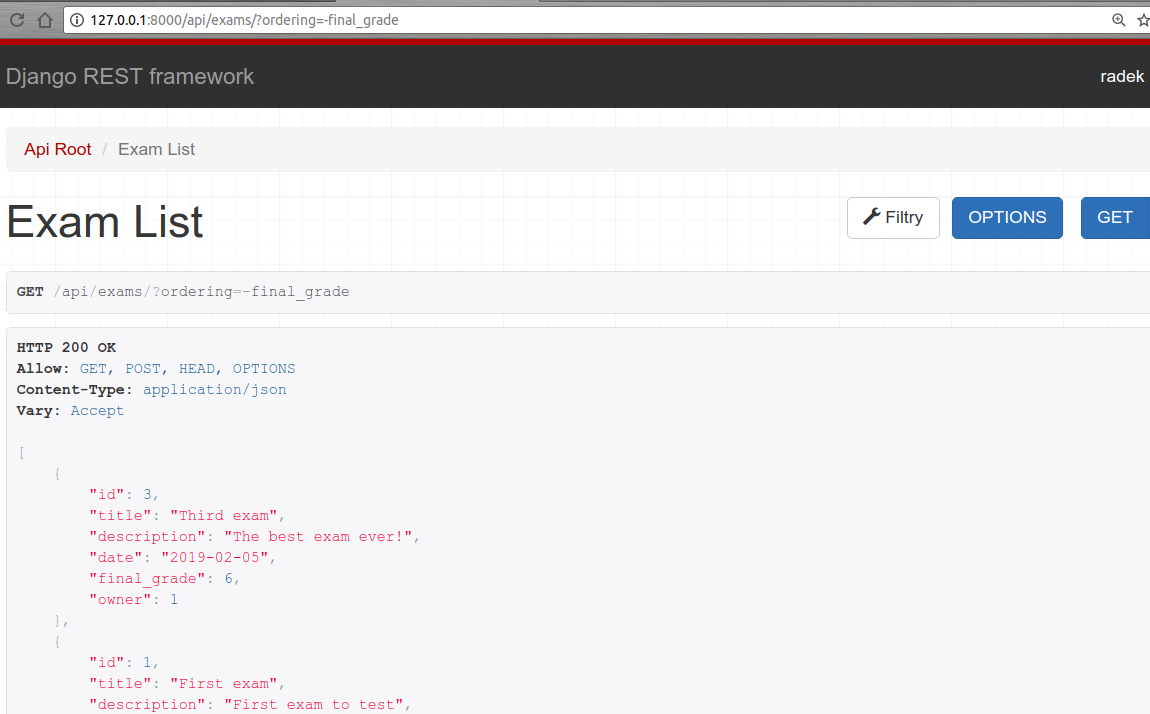 127.0.0.1:8000/api/exams/?ordering=-final_grade
Django REST framework
radek
Api Root / Exam List
Exam List
Filtry
OPTIONS
GET
GET /api/exams/?ordering=-final_grade
HTTP 200 OK
Allow: GET, POST, HEAD, OPTIONS
Content-Type: application/json
Vary: Accept
[
    {
        "id": 3,
        "title": "Third exam",
        "description": "The best exam ever!",
        "date": "2019-02-05",
        "final_grade": 6,
        "owner": 1
    },
    {
        "id": 1,
        "title": "First exam",
        "description": "First exam to test",